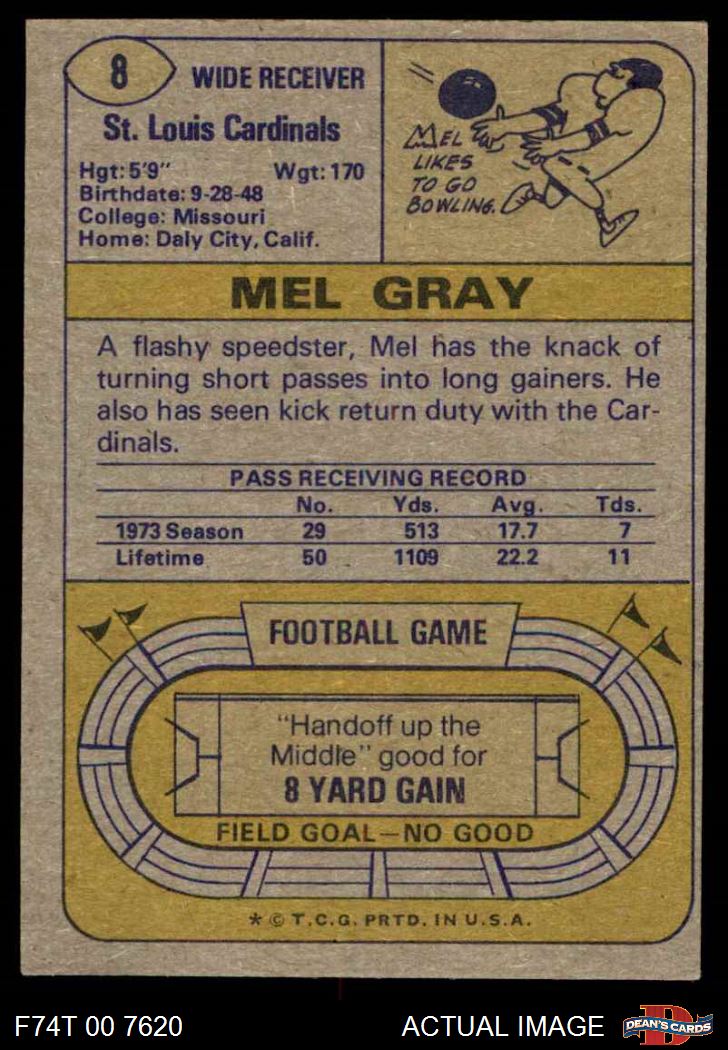 8
WIDE RECEIVER
St. Louis Cardinals
Hgt: 5'9" Wgt: 170
Birthdate: 9-28-48
College: Missouri
Home: Daly City, Calif.
MEL
LIKES
TO GO
BOWLING.
MEL GRAY
A flashy speedster, Mel has the knack of
turning short passes into long gainers. He
also has seen kick return duty with the Car-
dinals.
PASS RECEIVING RECORD
No. Yds. Avg. Tds.
1973 Season 29 513 17.7 7
Lifetime 50 1109 22.2 11
FOOTBALL GAME
"Handoff up the
Middle" good for
8 YARD GAIN
FIELD GOAL—NO GOOD
* © T.C.G. PRTD. IN U.S.A.
F74T 00 7620 ACTUAL IMAGE
D
DEAN'S CARDS